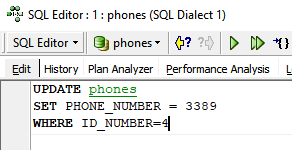 SQL Editor : 1 : phones (SQL Dialect 1)
SQL Editor phones
Edit History Plan Analyzer Performance Analysis
UPDATE phones
SET PHONE_NUMBER = 3389
WHERE ID_NUMBER=4